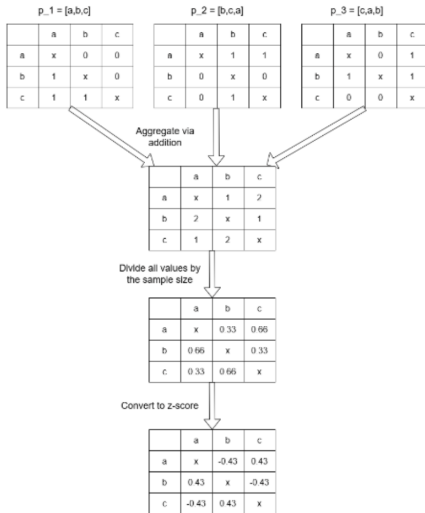 p_1 = [a,b,c] p_2 = [b,c,a] p_3 = [c,a,b]
a b c a b c a b c
a x 0 0 a x 1 1 a x 0 1
b 1 x 0 b 0 x 0 b 1 x 1
c 1 1 x c 0 1 x c 0 0 x
Aggregate via
addition
a b c
a x 1 2
b 2 x 1
c 1 2 x
Divide all values by
the sample size
a b c
a x 0.33 0.66
b 0.66 x 0.33
c 0.33 0.66 x
Convert to z-score
a b c
a x -0.43 0.43
b 0.43 x -0.43
c -0.43 0.43 x